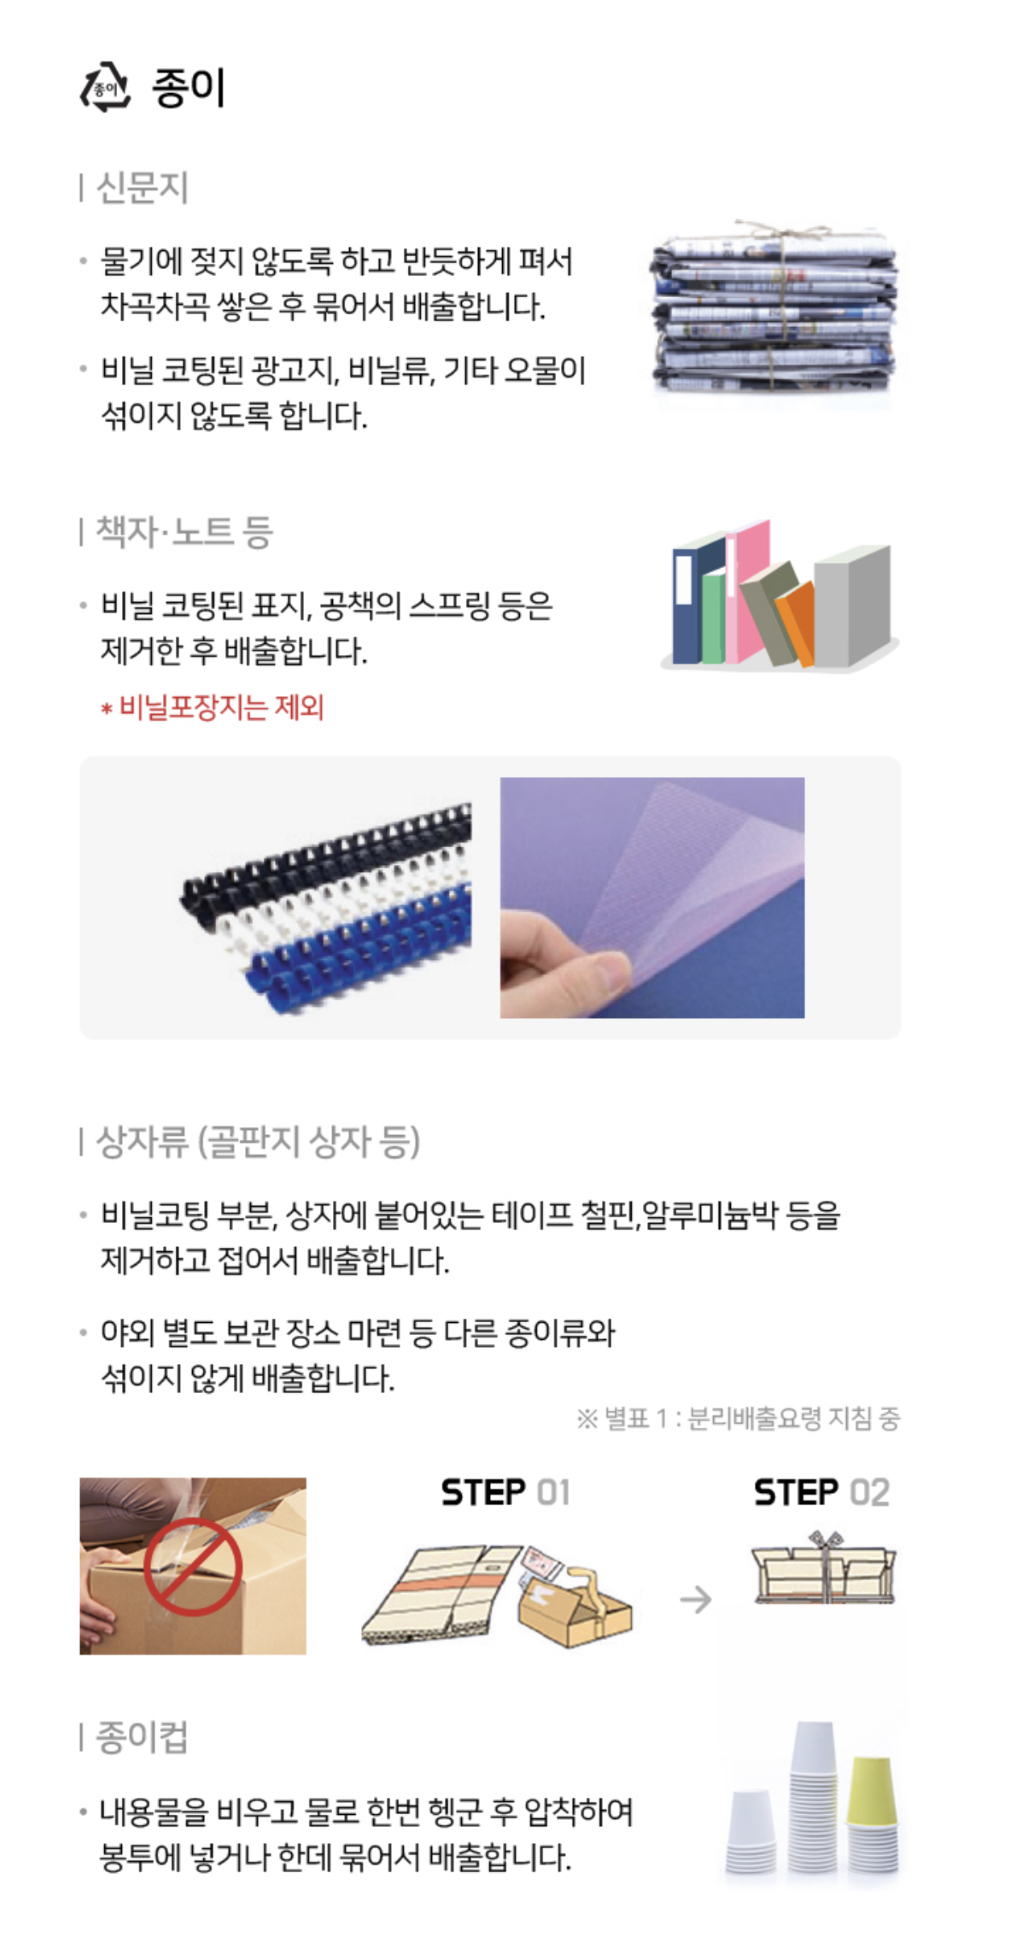 종이 종이
신문지
• 물기에 젖지 않도록 하고 반듯하게 펴서
차곡차곡 쌓은 후 묶어서 배출합니다.
• 비닐 코팅된 광고지, 비닐류, 기타 오물이
섞이지 않도록 합니다.
책자·노트 등
• 비닐 코팅된 표지, 공책의 스프링 등은
제거한 후 배출합니다.
* 비닐포장지는 제외
상자류 (골판지 상자 등)
• 비닐코팅 부분, 상자에 붙어있는 테이프 철핀,알루미늄박 등을
제거하고 접어서 배출합니다.
• 야외 별도 보관 장소 마련 등 다른 종이류와
섞이지 않게 배출합니다.
※ 별표 1 : 분리배출요령 지침 중
STEP 01
STEP 02
종이컵
• 내용물을 비우고 물로 한번 헹군 후 압착하여
봉투에 넣거나 한데 묶어서 배출합니다.